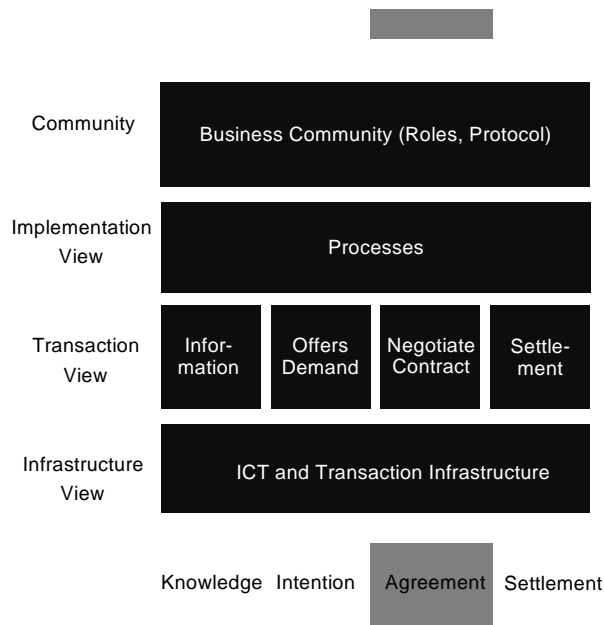 Community
Business Community (Roles, Protocol)
Implementation
View
Processes
Transaction
View
Infor-
mation
Offers
Demand
Negotiate
Contract
Settle-
ment
Infrastructure
View
ICT and Transaction Infrastructure
Knowledge Intention Agreement Settlement